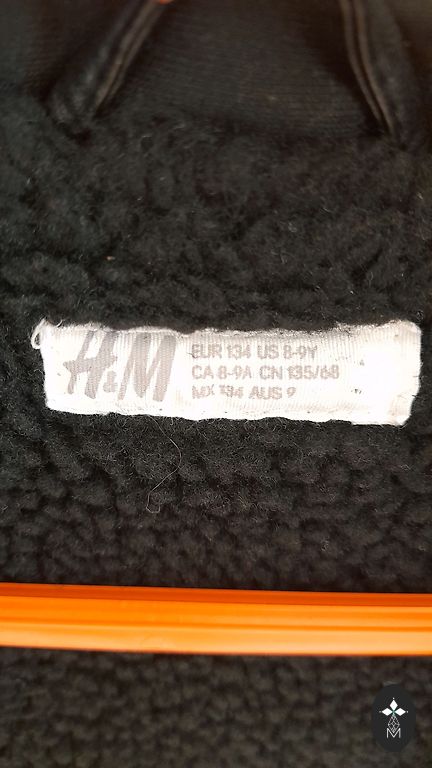 H&M
EUR 134 US 8-9Y
CA 8-9A CN 135/68
MX 134 AUS 9
M